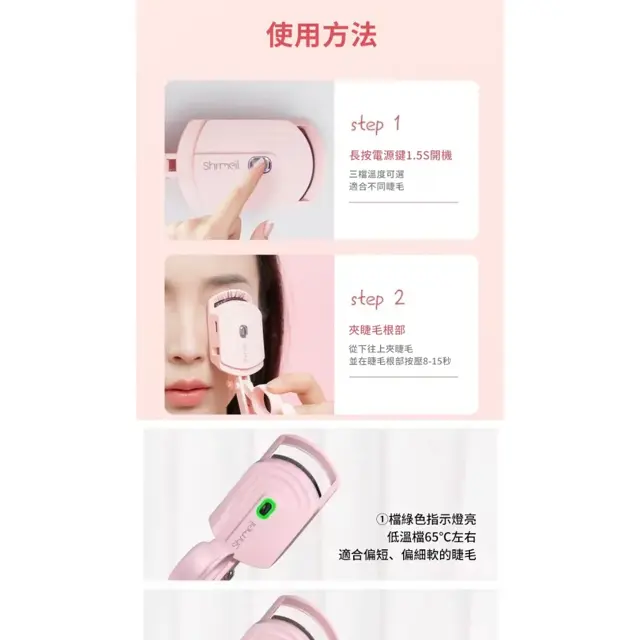 使用方法
Shrmeil
step 1
長按電源鍵1.5S開機
三檔溫度可選
適合不同睫毛
Shrmeil
step 2
夾睫毛根部
從下往上夾睫毛
並在睫毛根部按壓8-15秒
Shrmeil
①檔綠色指示燈亮
低溫檔65℃左右
適合偏短、偏細軟的睫毛